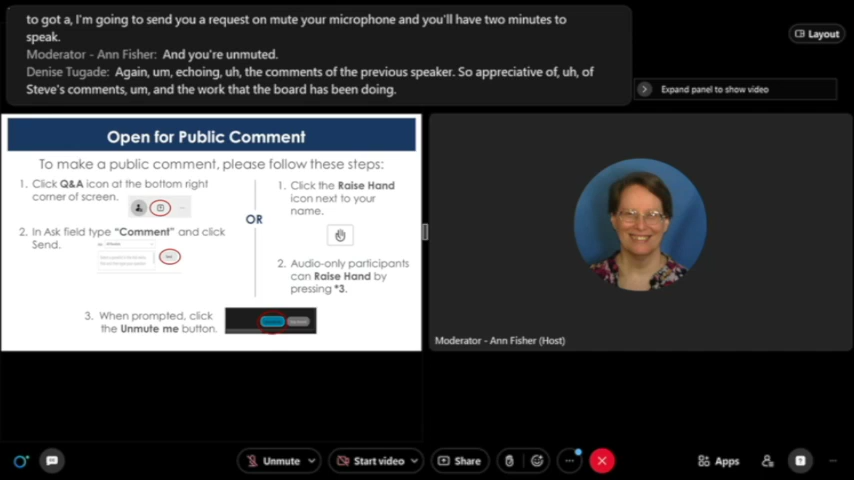 to got a, I'm going to send you a request on mute your microphone and you'll have two minutes to
speak.
Moderator - Ann Fisher: And you're unmuted.
Denise Tugade: Again, um, echoing, uh, the comments of the previous speaker. So appreciative of, uh, of
Steve's comments, um, and the work that the board has been doing.
Layout
Expand panel to show video
Open for Public Comment
To make a public comment, please follow these steps:
1. Click Q&A icon at the bottom right
corner of screen.
2. In Ask field type "Comment" and click
Send.
OR
1. Click the Raise Hand
icon next to your
name.
2. Audio-only participants
can Raise Hand by
pressing *3.
3. When prompted, click
the Unmute me button.
Moderator - Ann Fisher (Host)
Unmute
Start video
Share
Apps